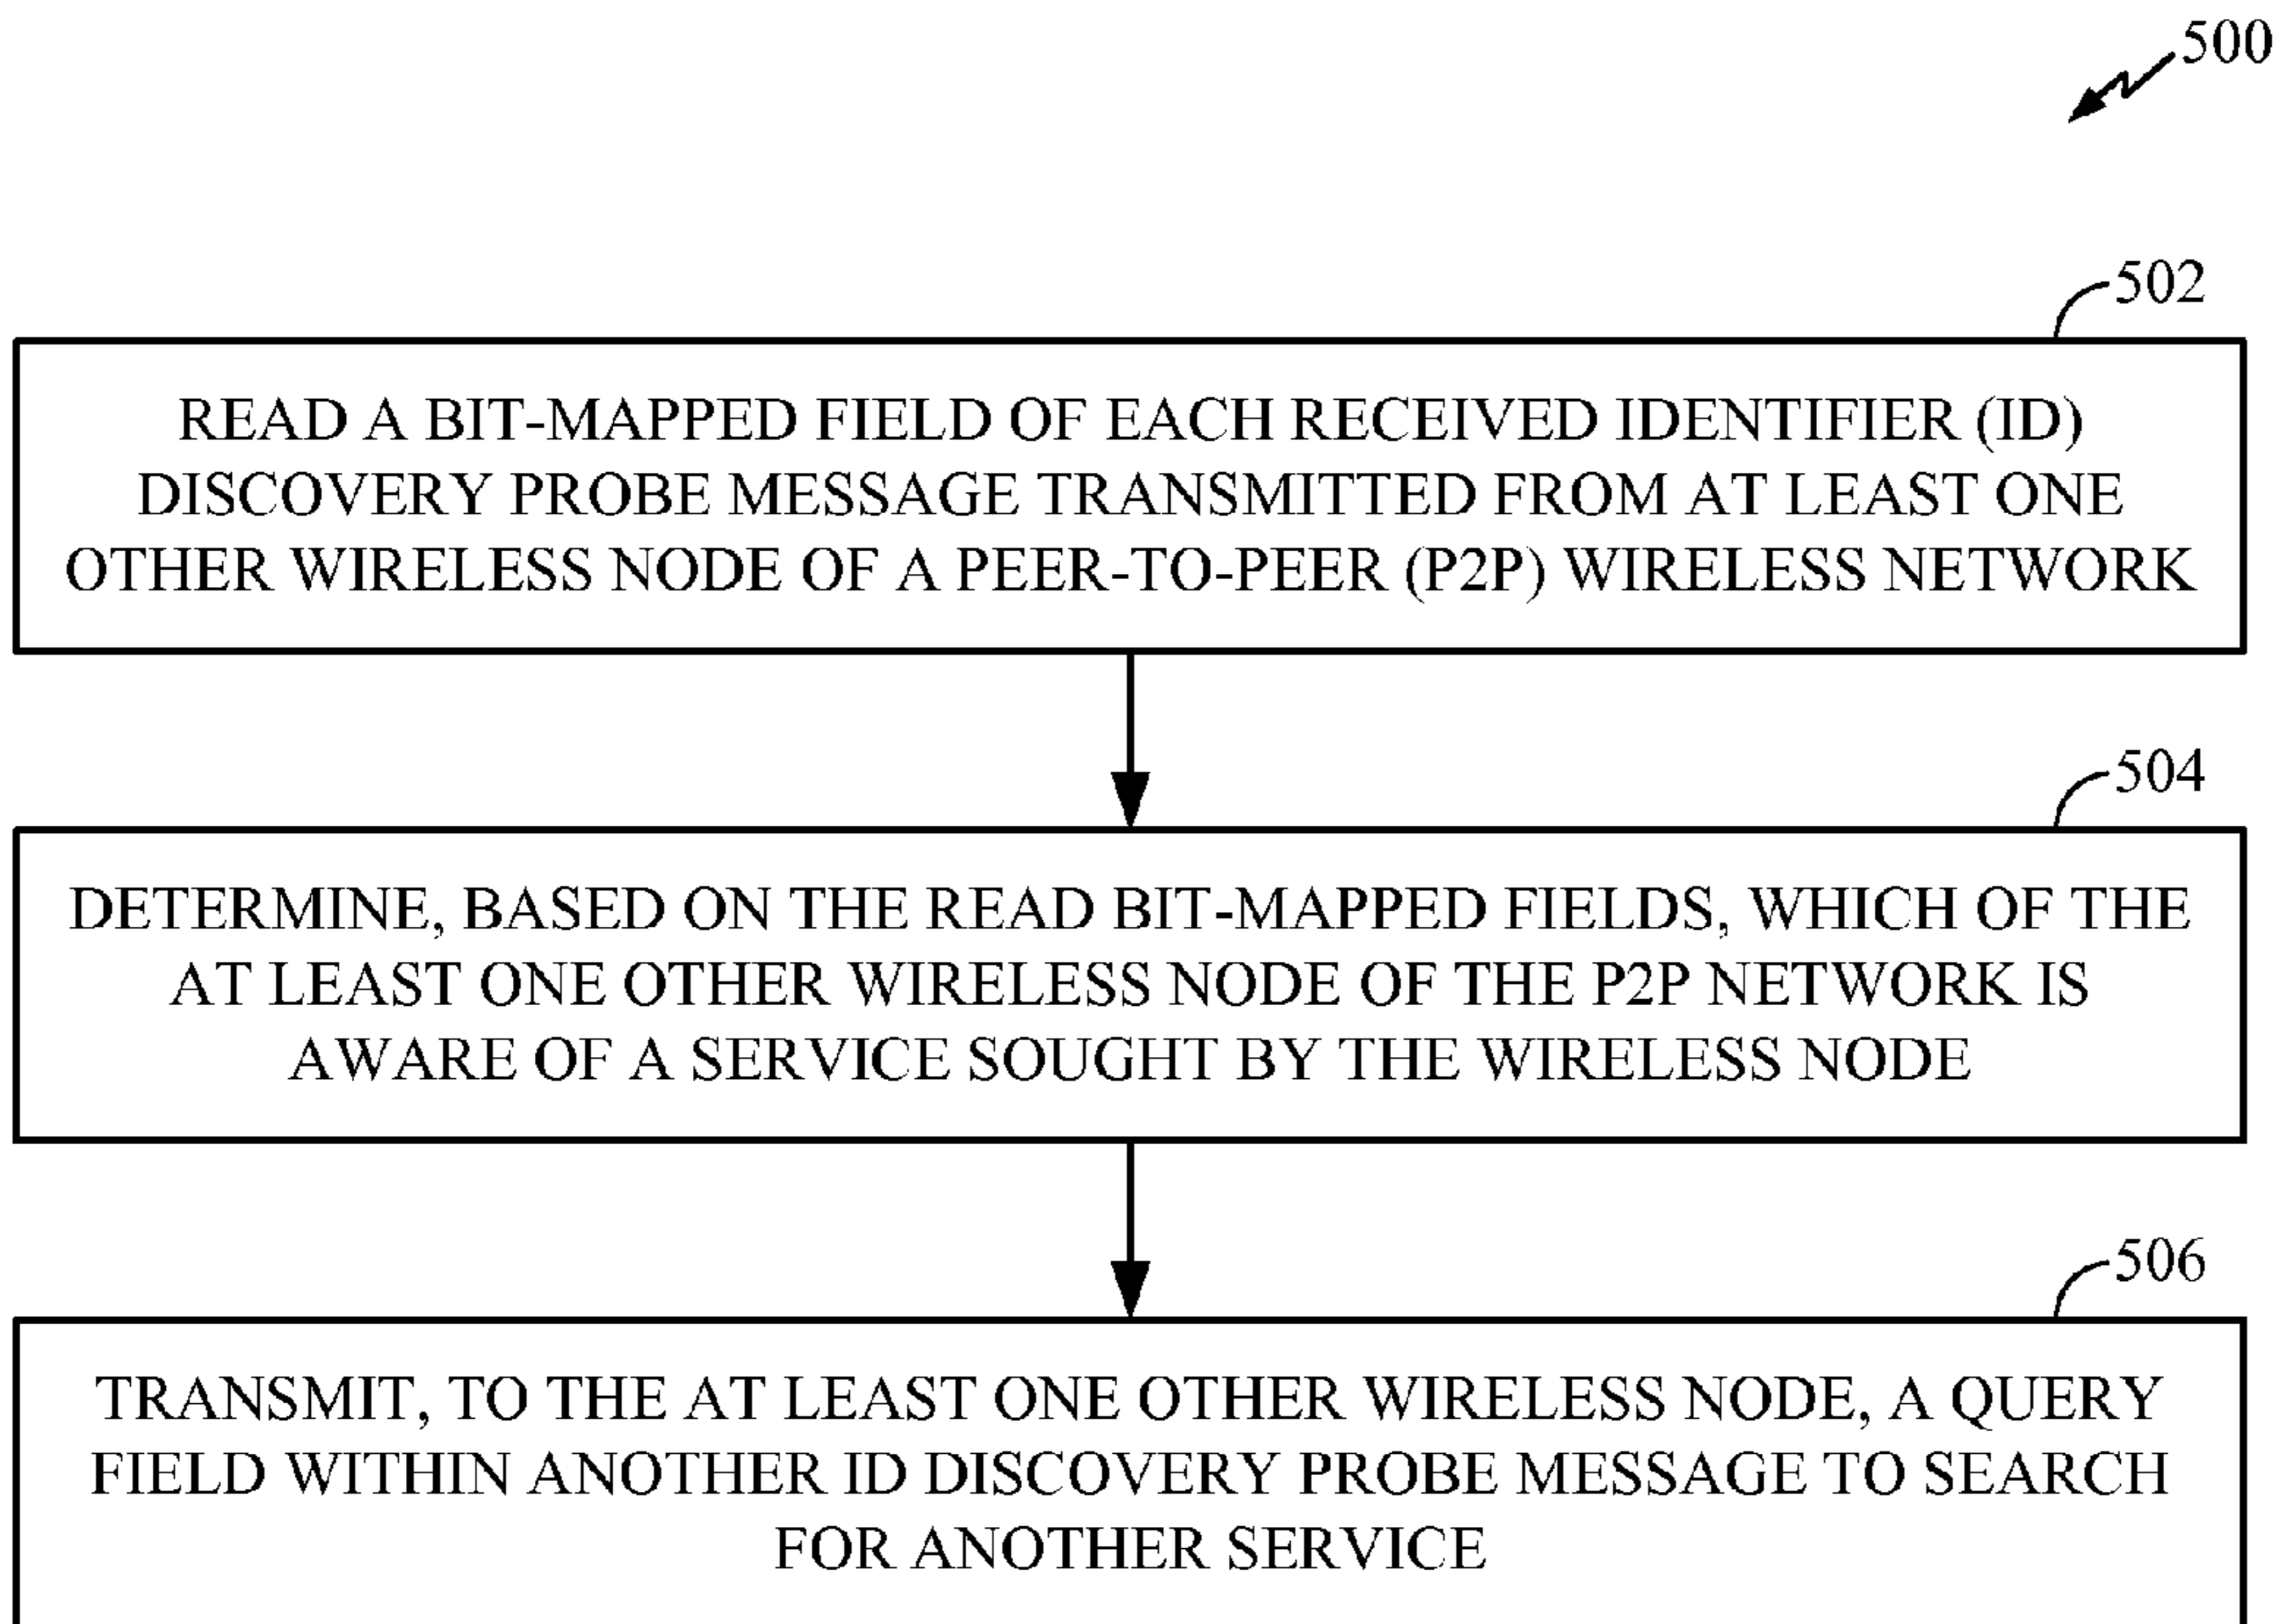 500
502
READ A BIT-MAPPED FIELD OF EACH RECEIVED IDENTIFIER (ID)
DISCOVERY PROBE MESSAGE TRANSMITTED FROM AT LEAST ONE
OTHER WIRELESS NODE OF A PEER-TO-PEER (P2P) WIRELESS NETWORK
504
DETERMINE, BASED ON THE READ BIT-MAPPED FIELDS, WHICH OF THE
AT LEAST ONE OTHER WIRELESS NODE OF THE P2P NETWORK IS
AWARE OF A SERVICE SOUGHT BY THE WIRELESS NODE
506
TRANSMIT, TO THE AT LEAST ONE OTHER WIRELESS NODE, A QUERY
FIELD WITHIN ANOTHER ID DISCOVERY PROBE MESSAGE TO SEARCH
FOR ANOTHER SERVICE